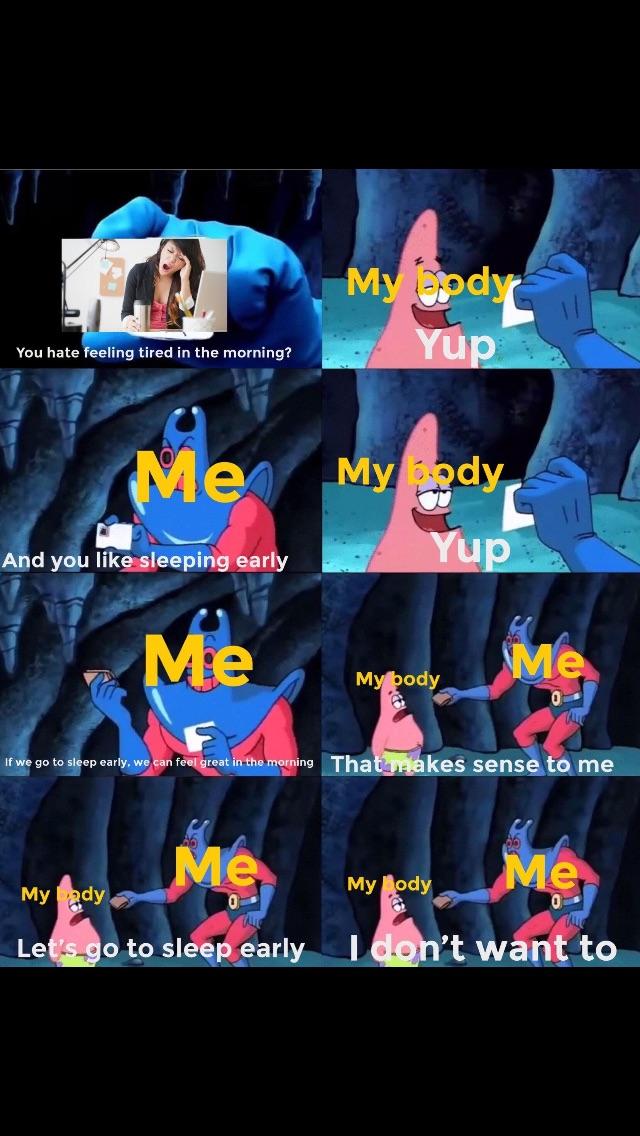 You hate feeling tired in the morning?
My body
Yup
Me
And you like sleeping early
My body
Yup
Me
If we go to sleep early, we can feel great in the morning
My body
Me
That makes sense to me
My body
Me
Let's go to sleep early
My body
Me
I don't want to